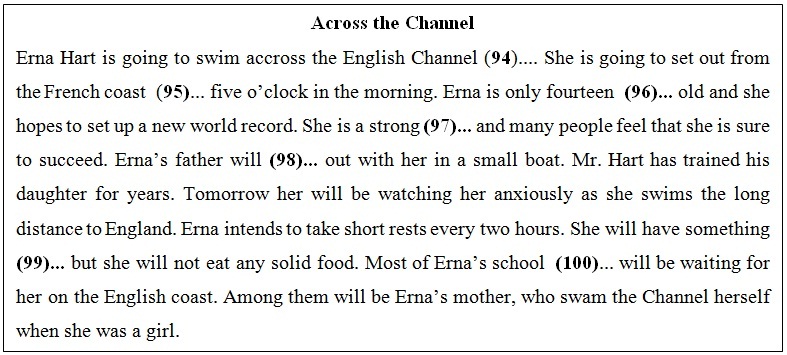 Across the Channel
Erna Hart is going to swim accross the English Channel (94).... She is going to set out from
the French coast (95)... five o’clock in the morning. Erna is only fourteen (96)... old and she
hopes to set up a new world record. She is a strong (97)... and many people feel that she is sure
to succeed. Erna’s father will (98)... out with her in a small boat. Mr. Hart has trained his
daughter for years. Tomorrow her will be watching her anxiously as she swims the long
distance to England. Erna intends to take short rests every two hours. She will have something
(99)... but she will not eat any solid food. Most of Erna’s school (100)... will be waiting for
her on the English coast. Among them will be Erna’s mother, who swam the Channel herself
when she was a girl.